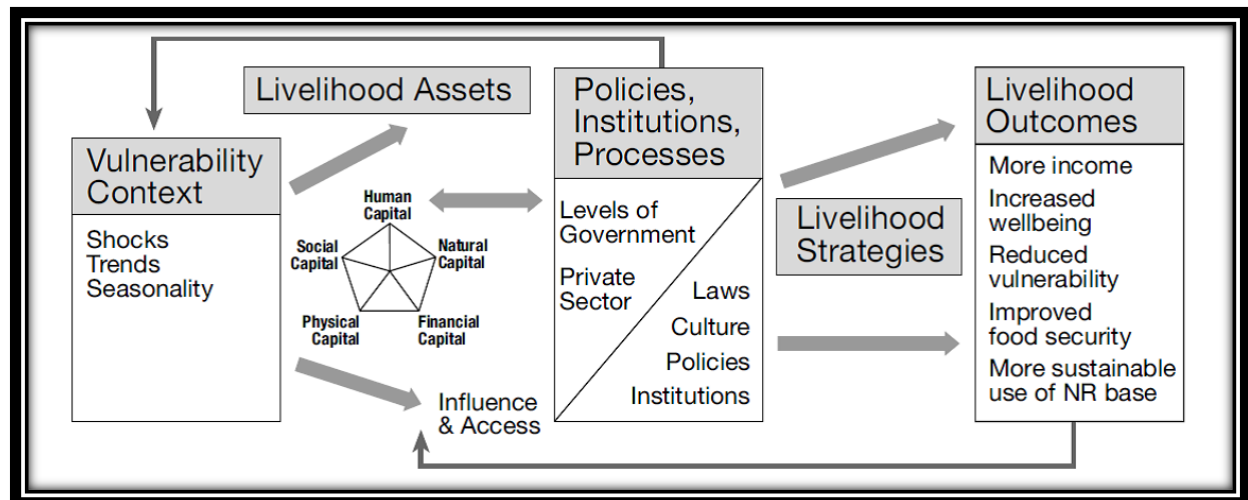 Livelihood Assets
Vulnerability
Context
Shocks
Trends
Seasonality
Human
Capital
Social
Capital
Natural
Capital
Physical
Capital
Financial
Capital
Influence
& Access
Policies,
Institutions,
Processes
Levels of
Government
Private
Sector
Laws
Culture
Policies
Institutions
Livelihood
Strategies
Livelihood
Outcomes
More income
Increased
wellbeing
Reduced
vulnerability
Improved
food security
More sustainable
use of NR base